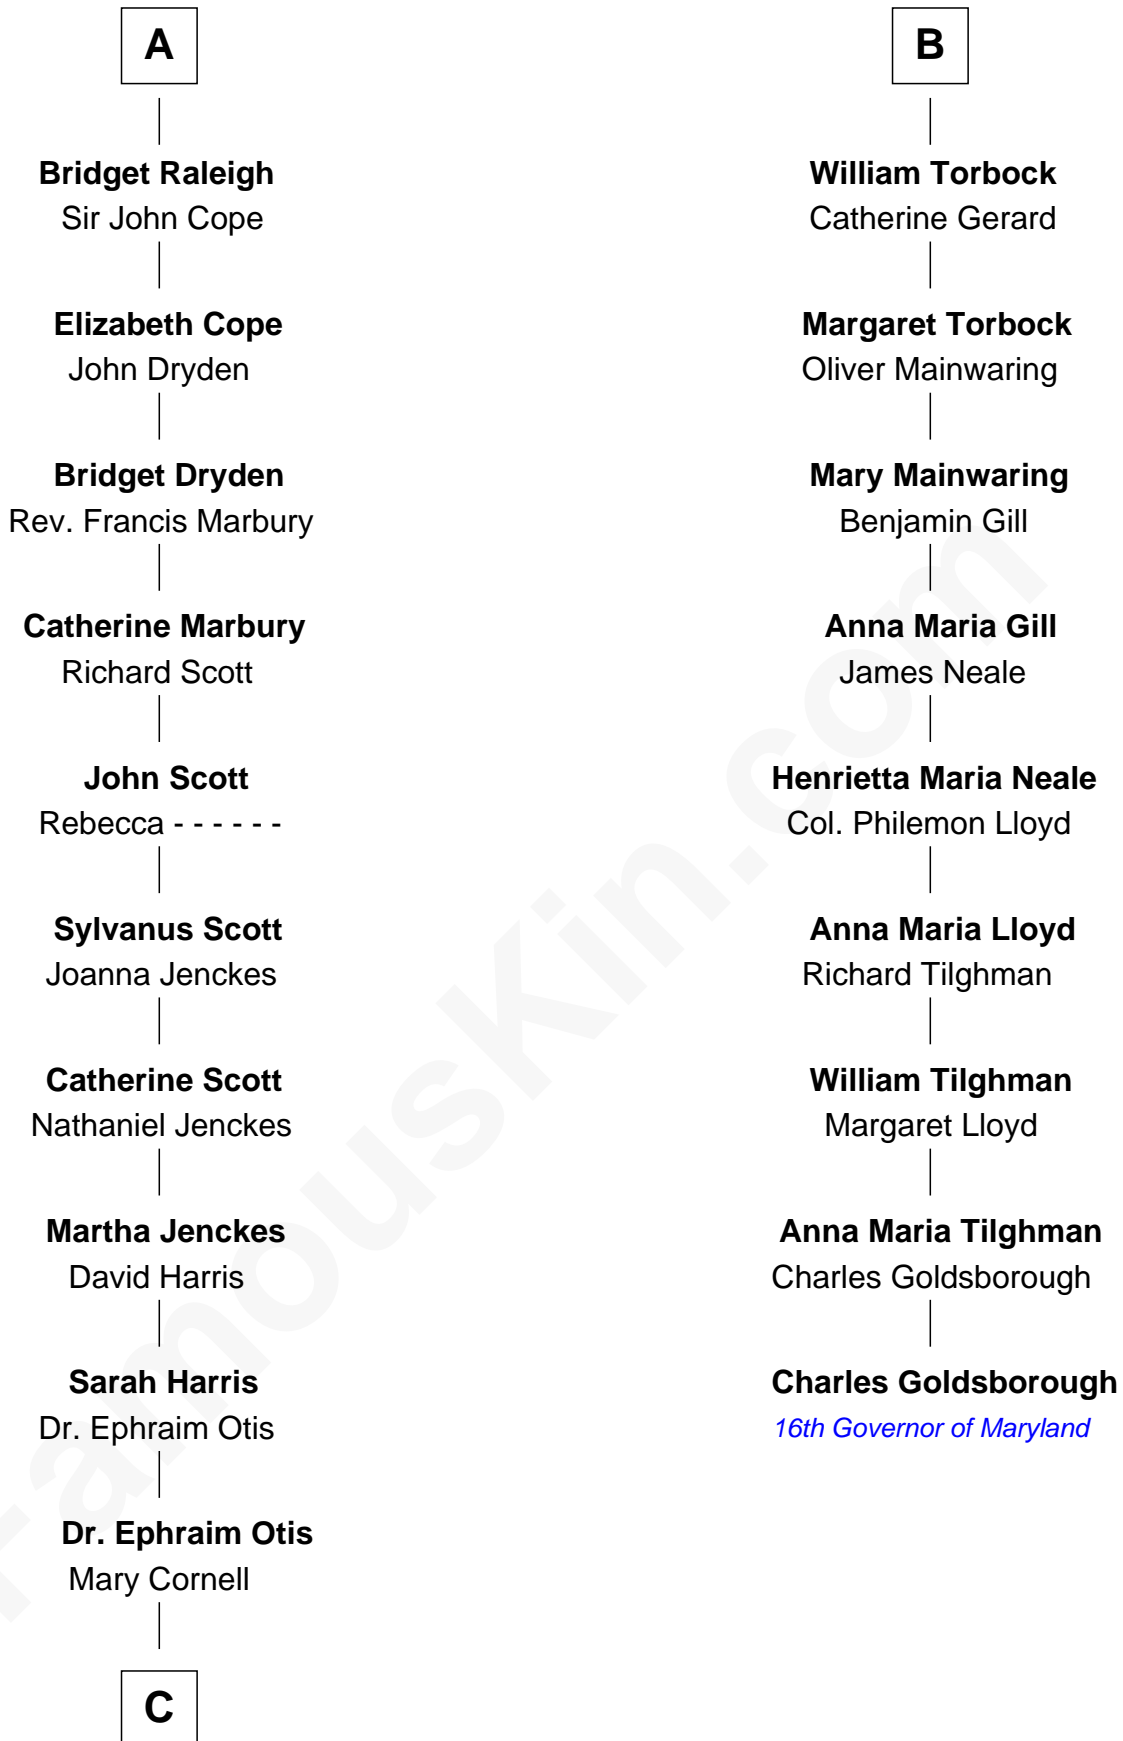 A
Bridget Raleigh
Sir John Cope
Elizabeth Cope
John Dryden
Bridget Dryden
Rev. Francis Marbury
Catherine Marbury
Richard Scott
John Scott
Rebecca - - - - - -
Sylvanus Scott
Joanna Jenckes
Catherine Scott
Nathaniel Jenckes
Martha Jenckes
David Harris
Sarah Harris
Dr. Ephraim Otis
Dr. Ephraim Otis
Mary Cornell
C
B
William Torbock
Catherine Gerard
Margaret Torbock
Oliver Mainwaring
Mary Mainwaring
Benjamin Gill
Anna Maria Gill
James Neale
Henrietta Maria Neale
Col. Philemon Lloyd
Anna Maria Lloyd
Richard Tilghman
William Tilghman
Margaret Lloyd
Anna Maria Tilghman
Charles Goldsborough
Charles Goldsborough
16th Governor of Maryland
FamousKin.com